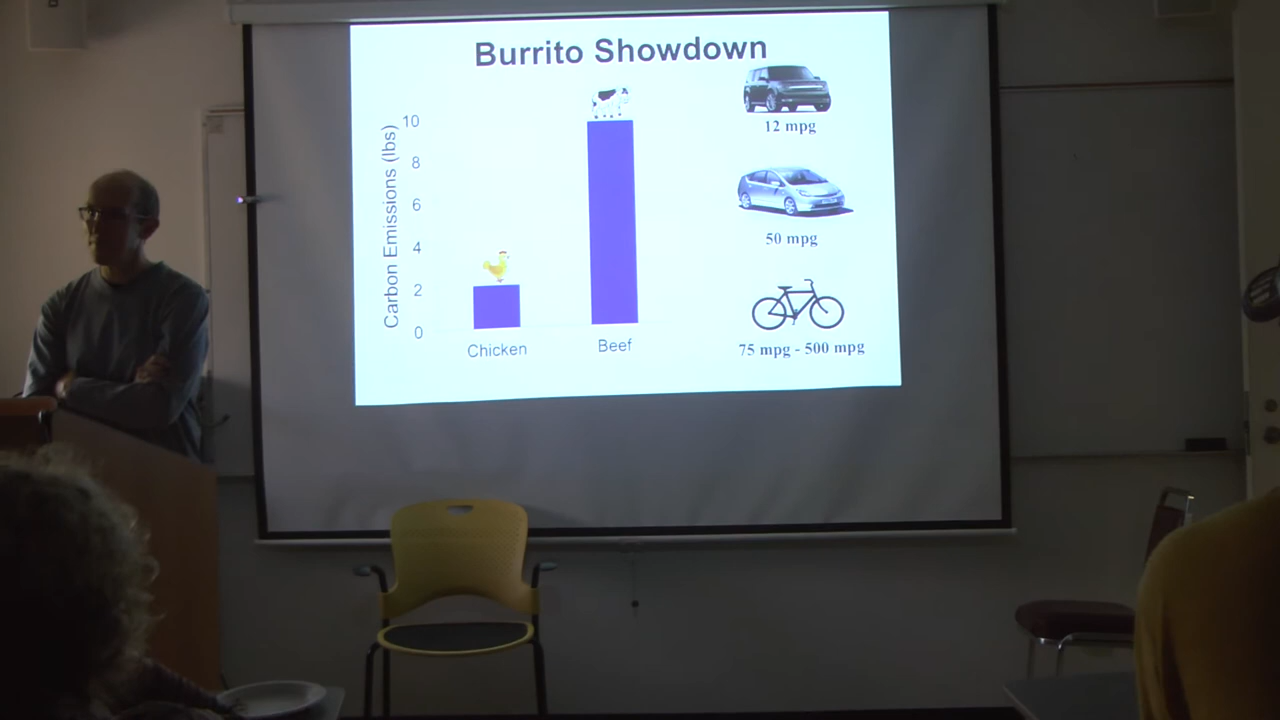 Burrito Showdown
Carbon Emissions (lbs)
10
8
6
4
2
0
Chicken
Beef
12 mpg
50 mpg
75 mpg - 500 mpg